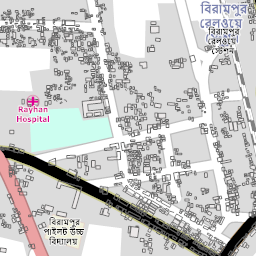 বিরামপুর
রেলওয়ে
বিরামপুর
রেলওয়ে
স্টেশন
Rayhan
Hospital
বিরামপুর
পাইলট উচ্চ
বিদ্যালয়